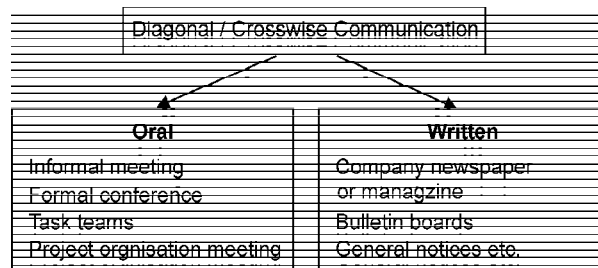 Diagonal / Crosswise Communication
Oral
Informal meeting
Formal conference
Task teams
Project orgnisation meeting
Written
Company newspaper
or managzine
Bulletin boards
General notices etc.